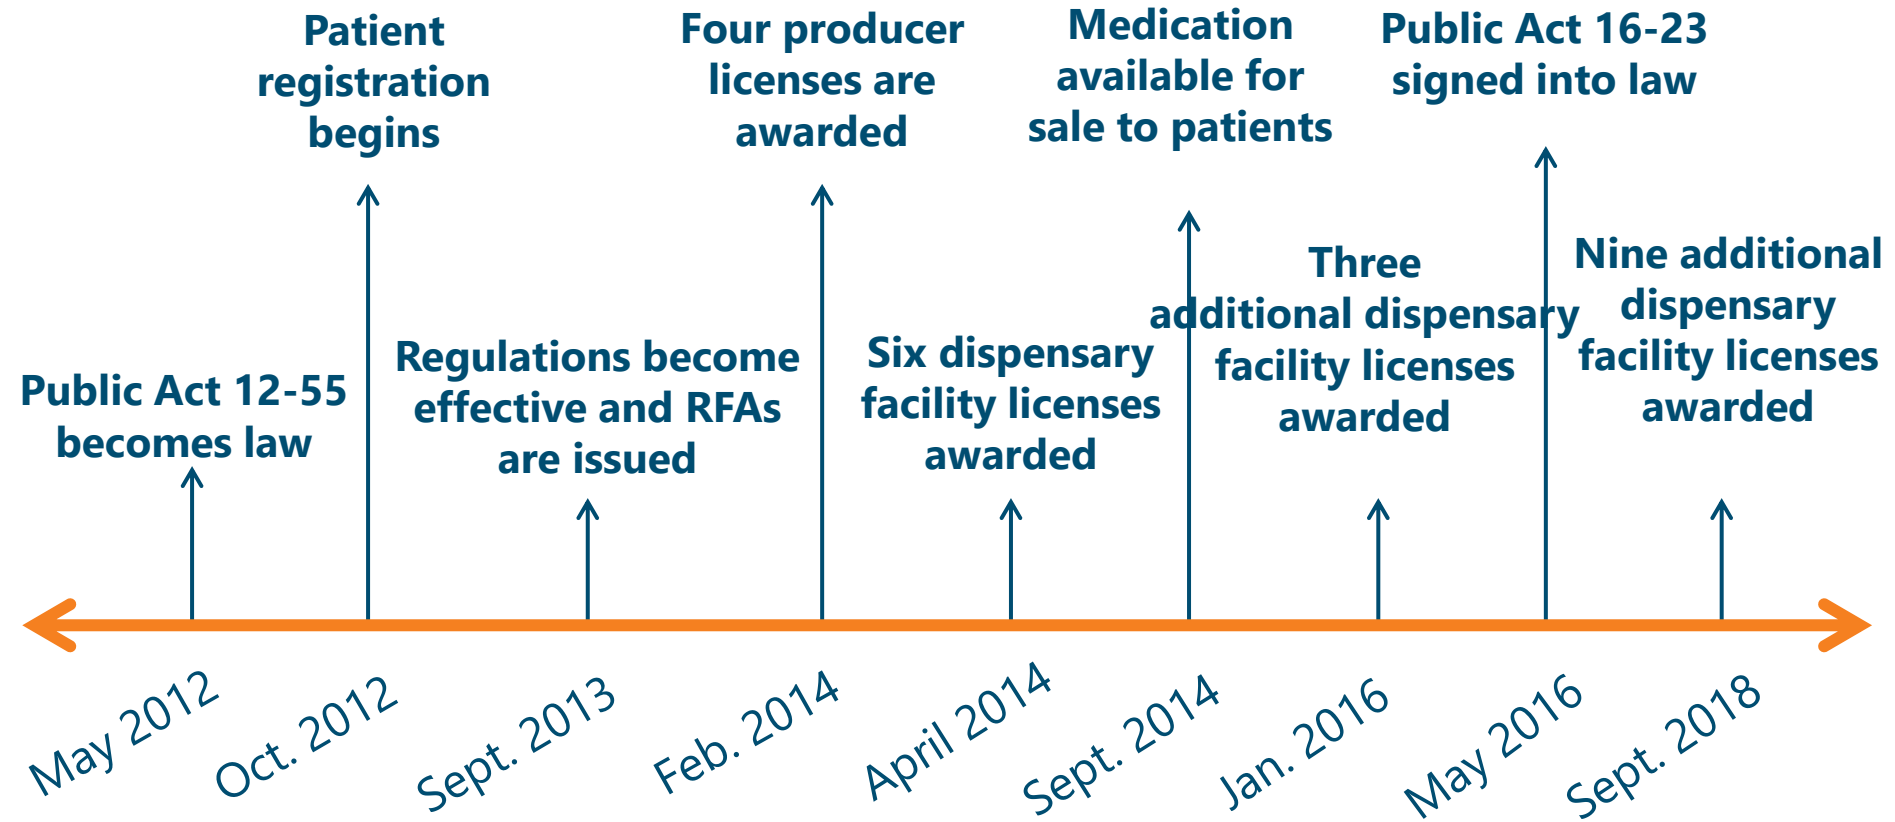 Patient
registration
begins
Four producer
licenses are
awarded
Medication
available for
sale to patients
Public Act 16-23
signed into law
Public Act 12-55
becomes law
Regulations become
effective and RFAs
are issued
Six dispensary
facility licenses
awarded
Three
additional dispensary
facility licenses
awarded
Nine additional
dispensary
facility licenses
awarded
May 2012
Oct. 2012
Sept. 2013
Feb. 2014
April 2014
Sept. 2014
Jan. 2016
May 2016
Sept. 2018